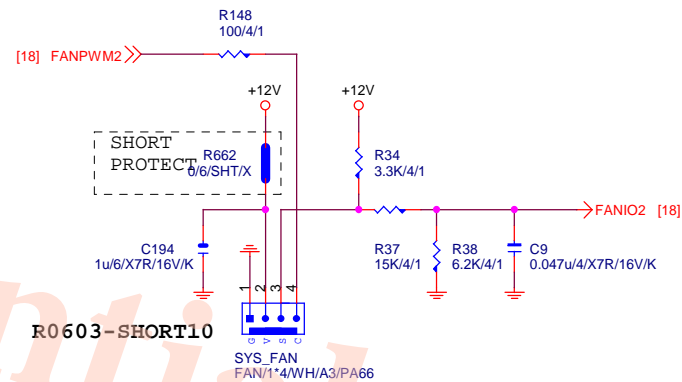 R148
100/4/1
[18] FANPWM2
+12V
+12V
SHORT
PROTECT
R662
0/6/SHT/X
R34
3.3K/4/1
FANIO2 [18]
C194
1u/6/X7R/16V/K
R37
15K/4/1
R38
6.2K/4/1
C9
0.047u/4/X7R/16V/K
1
2
3
4
G
V
S
C
R0603-SHORT10
SYS_FAN
FAN/1*4/WH/A3/PA66